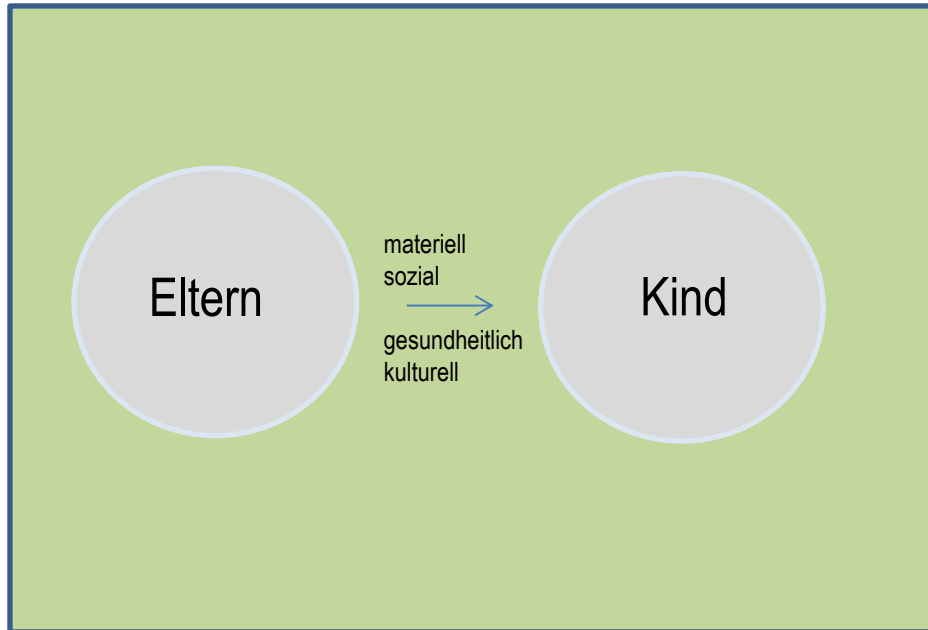 Eltern
materiell
sozial
gesundheitlich
kulturell
Kind